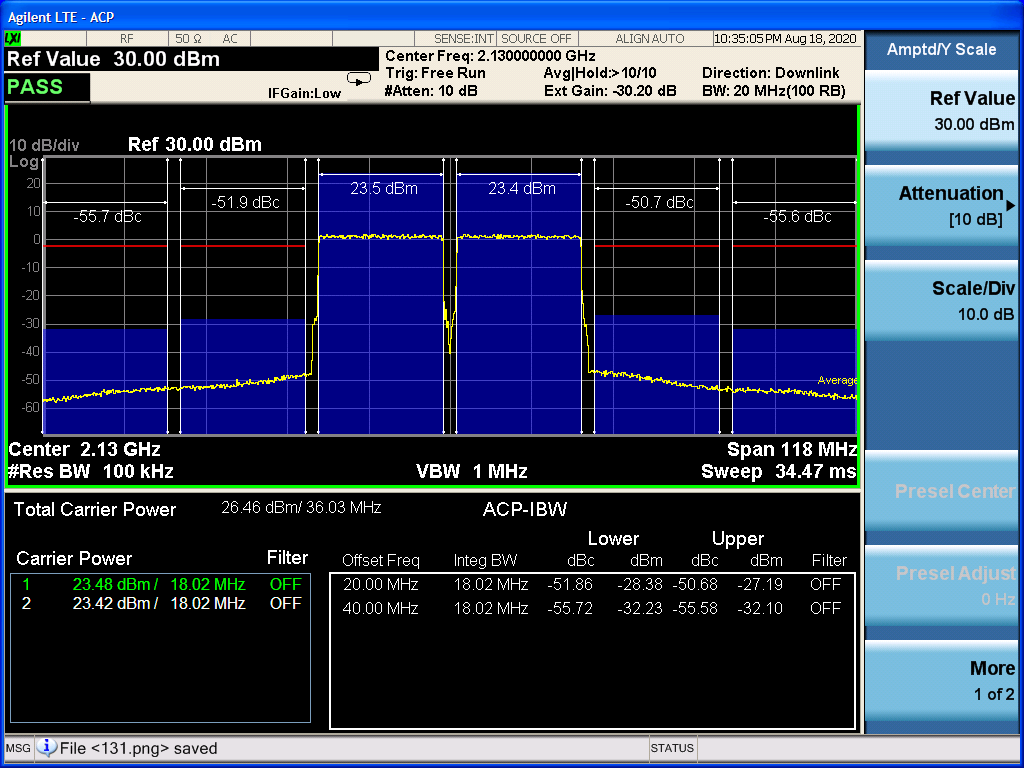 Agilent LTE - ACP
LXI RF 50 Ω AC SENSE:INT SOURCE OFF ALIGN AUTO 10:35:05 PM Aug 18, 2020
Ref Value 30.00 dBm
PASS
IFGain:Low
Center Freq: 2.130000000 GHz
Trig: Free Run Avg|Hold:>10/10 Direction: Downlink
#Atten: 10 dB Ext Gain: -30.20 dB BW: 20 MHz(100 RB)
10 dB/div Ref 30.00 dBm
Log
20
10
0
-10
-20
-30
-40
-50
-60
-55.7 dBc
-51.9 dBc
23.5 dBm
23.4 dBm
-50.7 dBc
-55.6 dBc
Average
Center 2.13 GHz Span 118 MHz
#Res BW 100 kHz VBW 1 MHz Sweep 34.47 ms
Total Carrier Power 26.46 dBm/ 36.03 MHz ACP-IBW
Lower Upper
Carrier Power Filter
Offset Freq Integ BW dBc dBm dBc dBm Filter
1 23.48 dBm / 18.02 MHz OFF
2 23.42 dBm / 18.02 MHz OFF
20.00 MHz 18.02 MHz -51.86 -28.38 -50.68 -27.19 OFF
40.00 MHz 18.02 MHz -55.72 -32.23 -55.58 -32.10 OFF
MSG File <131.png> saved STATUS
Amptd/Y Scale
Ref Value
30.00 dBm
Attenuation
[10 dB]
Scale/Div
10.0 dB
Presel Center
Presel Adjust
0 Hz
More
1 of 2